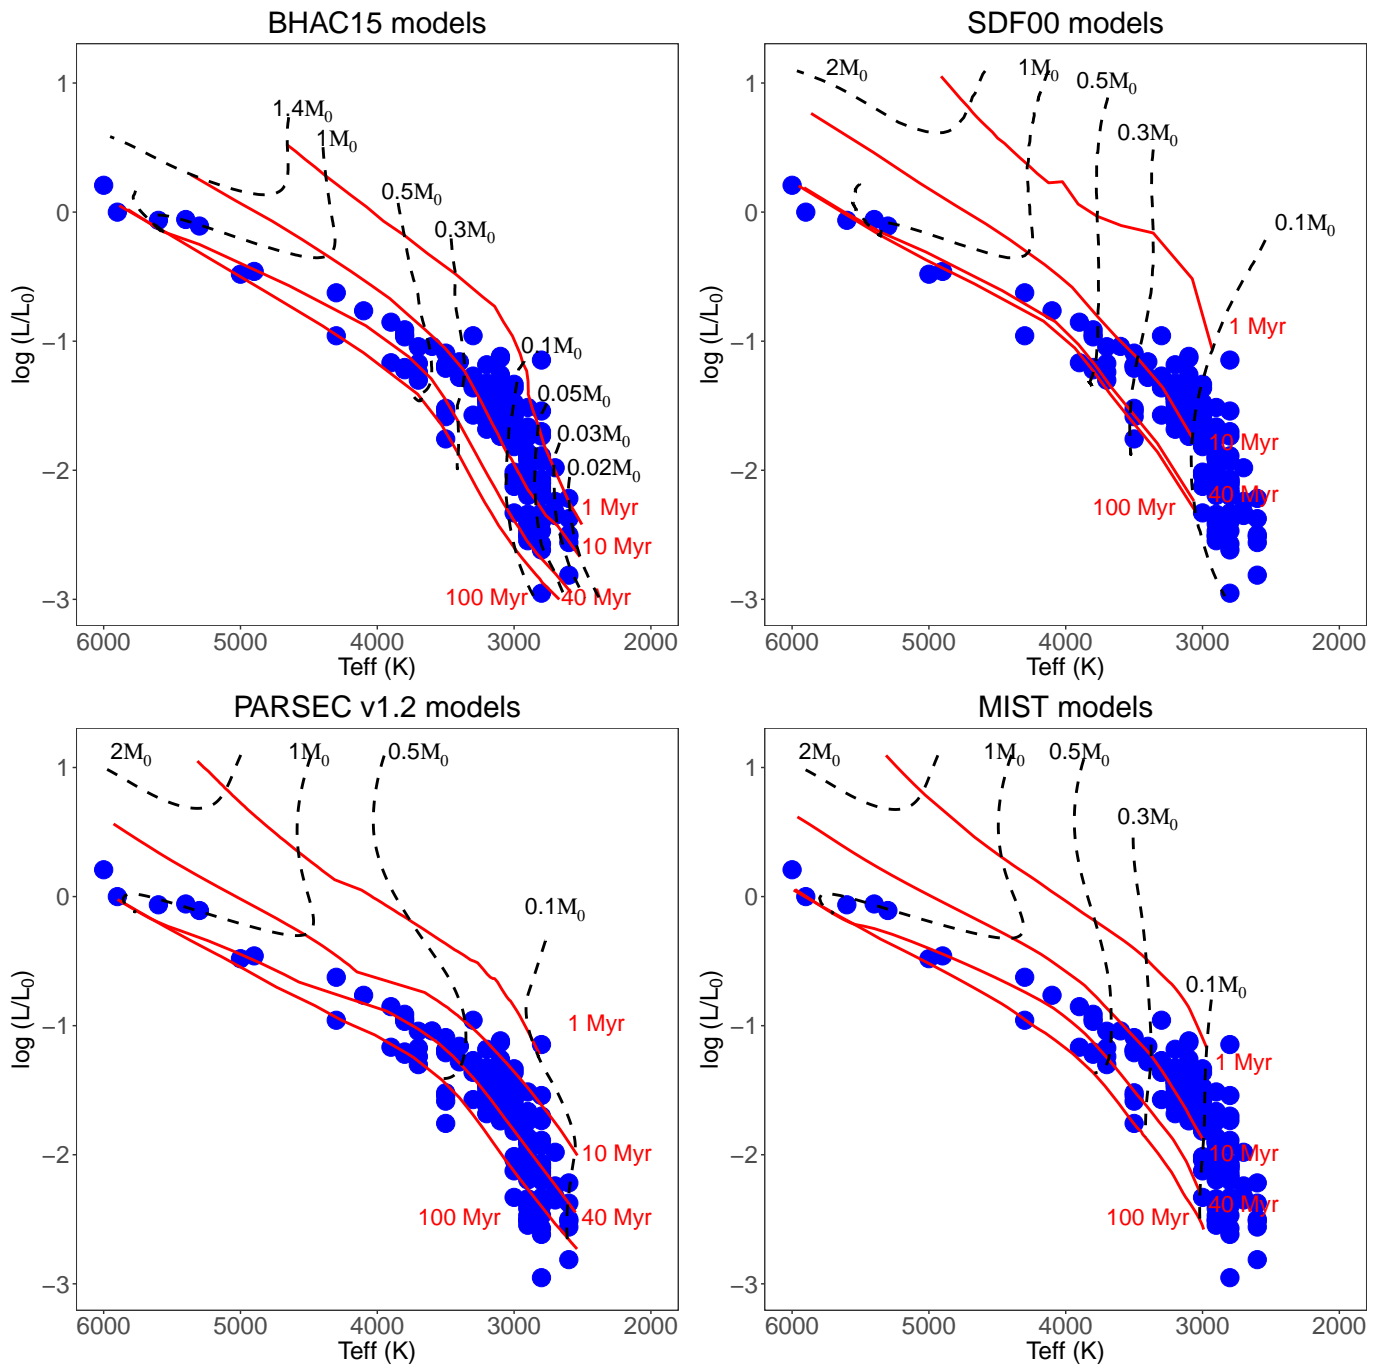 BHAC15 models
1.4M₀
1M₀
0.5M₀
0.3M₀
0.1M₀
0.05M₀
0.03M₀
0.02M₀
1 Myr
10 Myr
100 Myr
40 Myr
1
0
−1
−2
−3
log (L/L₀)
6000 5000 4000 3000 2000
Teff (K)
SDF00 models
2M₀
1M₀
0.5M₀
0.3M₀
0.1M₀
1 Myr
10 Myr
40 Myr
100 Myr
1
0
−1
−2
−3
log (L/L₀)
6000 5000 4000 3000 2000
Teff (K)
PARSEC v1.2 models
2M₀
1M₀
0.5M₀
0.1M₀
1 Myr
10 Myr
100 Myr
40 Myr
1
0
−1
−2
−3
log (L/L₀)
6000 5000 4000 3000 2000
Teff (K)
MIST models
2M₀
1M₀
0.5M₀
0.3M₀
0.1M₀
1 Myr
10 Myr
40 Myr
100 Myr
1
0
−1
−2
−3
log (L/L₀)
6000 5000 4000 3000 2000
Teff (K)